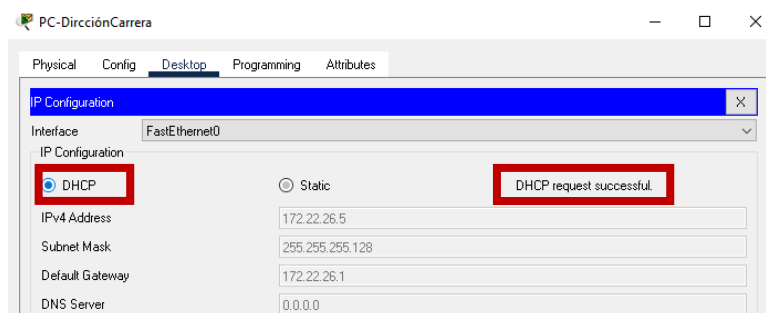 PC-DircciónCarrera
Physical Config Desktop Programming Attributes
IP Configuration X
Interface FastEthernet0
IP Configuration
DHCP Static DHCP request successful.
IPv4 Address 172.22.26.5
Subnet Mask 255.255.255.128
Default Gateway 172.22.26.1
DNS Server 0.0.0.0